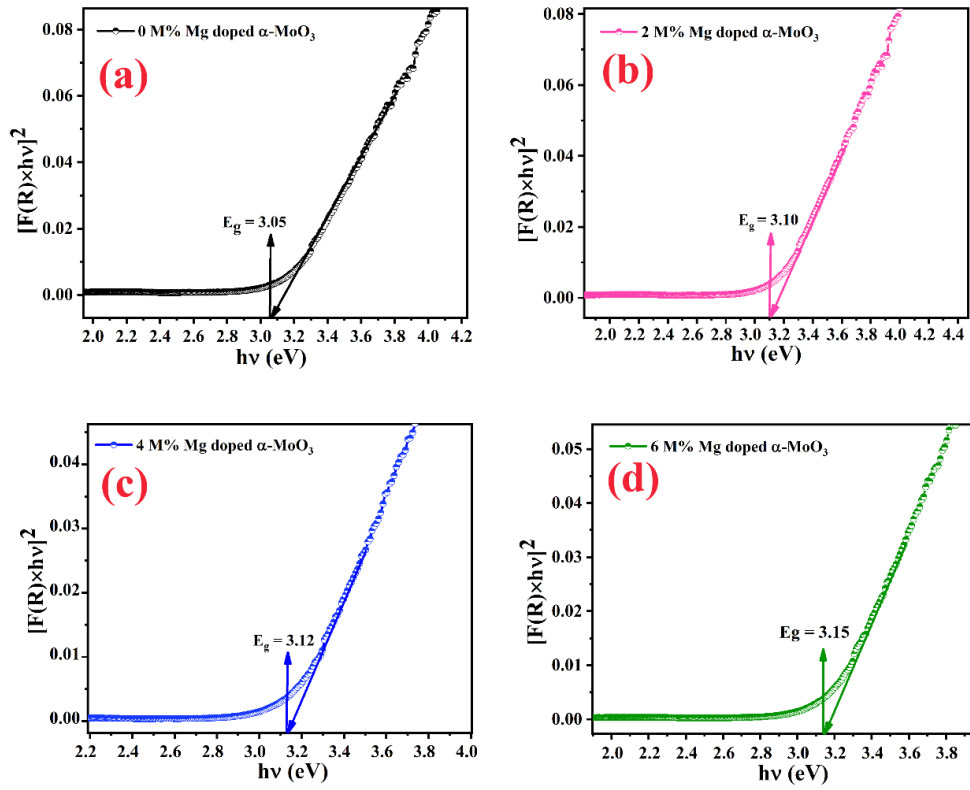 0 M% Mg doped α-MoO₃
(a)
[F(R)×hν]²
0.08
0.06
0.04
0.02
0.00
E_g = 3.05
2.0 2.2 2.4 2.6 2.8 3.0 3.2 3.4 3.6 3.8 4.0 4.2
hν (eV)
2 M% Mg doped α-MoO₃
(b)
[F(R)×hν]²
0.08
0.06
0.04
0.02
0.00
E_g = 3.10
2.0 2.2 2.4 2.6 2.8 3.0 3.2 3.4 3.6 3.8 4.0 4.2 4.4
hν (eV)
4 M% Mg doped α-MoO₃
(c)
[F(R)×hν]²
0.04
0.03
0.02
0.01
0.00
E_g = 3.12
2.2 2.4 2.6 2.8 3.0 3.2 3.4 3.6 3.8 4.0
hν (eV)
6 M% Mg doped α-MoO₃
(d)
[F(R)×hν]²
0.05
0.04
0.03
0.02
0.01
0.00
Eg = 3.15
2.0 2.2 2.4 2.6 2.8 3.0 3.2 3.4 3.6 3.8
hν (eV)